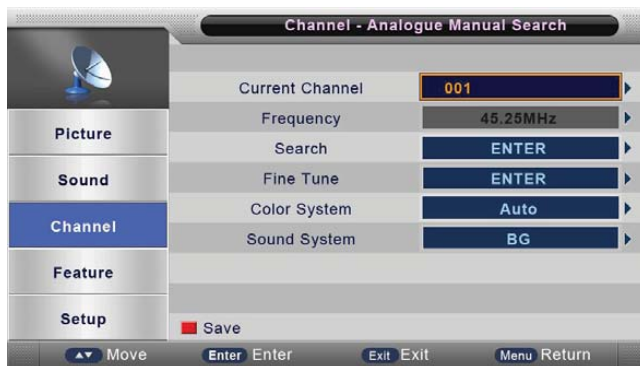 Channel - Analogue Manual Search
Picture
Sound
Channel
Feature
Setup
Current Channel 001
Frequency 45.25MHz
Search ENTER
Fine Tune ENTER
Color System Auto
Sound System BG
Save
Move Enter Enter Exit Exit Menu Return